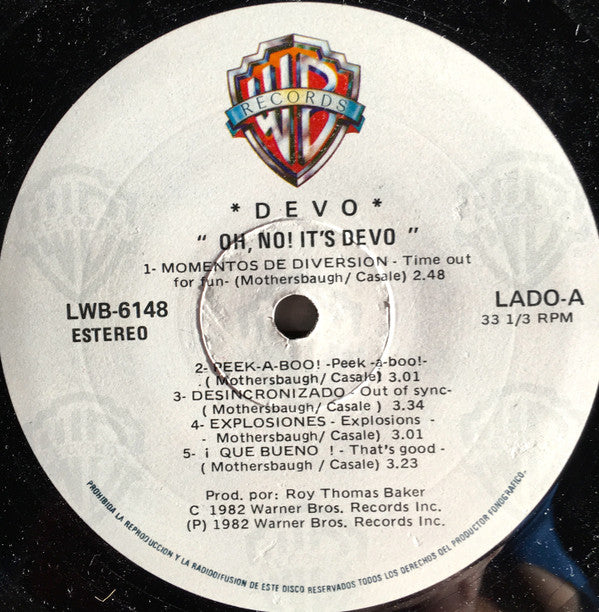 WB
RECORDS
* DEVO *
" OH, NO! IT'S DEVO "
1- MOMENTOS DE DIVERSION - Time out
for fun- (Mothersbaugh/ Casale) 2.48
LWB-6148
ESTEREO
LADO-A
33 1/3 RPM
2- PEEK-A-BOO! -Peek -a-boo!-
. ( Mothersbaugh/ Casale) 3.01
3- DESINCRONIZADO - Out of sync-
( Mothersbaugh/ Casale ) 3.34
4- EXPLOSIONES - Explosions -
- Mothersbaugh/ Casale ) 3.01
5- ¡ QUE BUENO ! - That's good -
( Mothersbaugh/ Casale ) 3.23
Prod. por: Roy Thomas Baker
C 1982 Warner Bros. Records Inc.
(P) 1982 Warner Bros. Records Inc.
PROHIBIDA LA REPRODUCCION Y LA RADIODIFUSION DE ESTE DISCO RESERVADOS TODOS LOS DERECHOS DEL PRODUCTOR FONOGRAFICO.